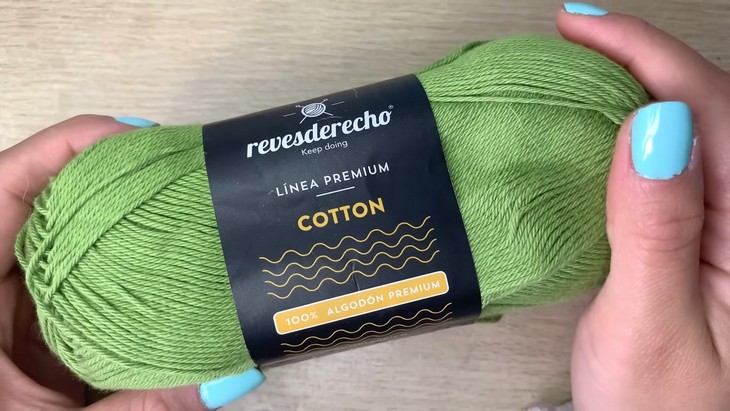 revesderecho®
Keep doing
LÍNEA PREMIUM
COTTON
100% ALGODÓN PREMIUM